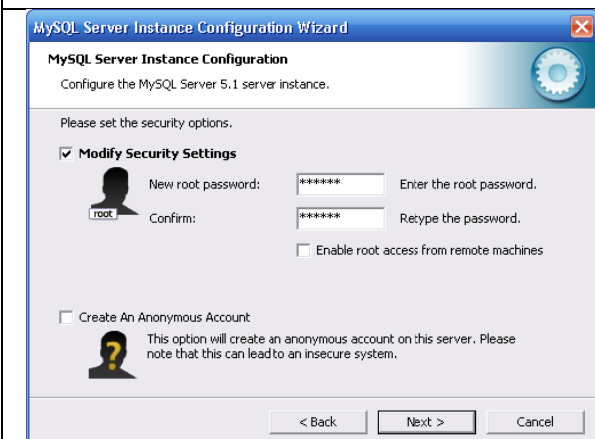 MySQL Server Instance Configuration Wizard
MySQL Server Instance Configuration
Configure the MySQL Server 5.1 server instance.
Please set the security options.
Modify Security Settings
root
New root password: ****** Enter the root password.
Confirm: ****** Retype the password.
Enable root access from remote machines
Create An Anonymous Account
?
This option will create an anonymous account on this server. Please
note that this can lead to an insecure system.
< Back Next > Cancel